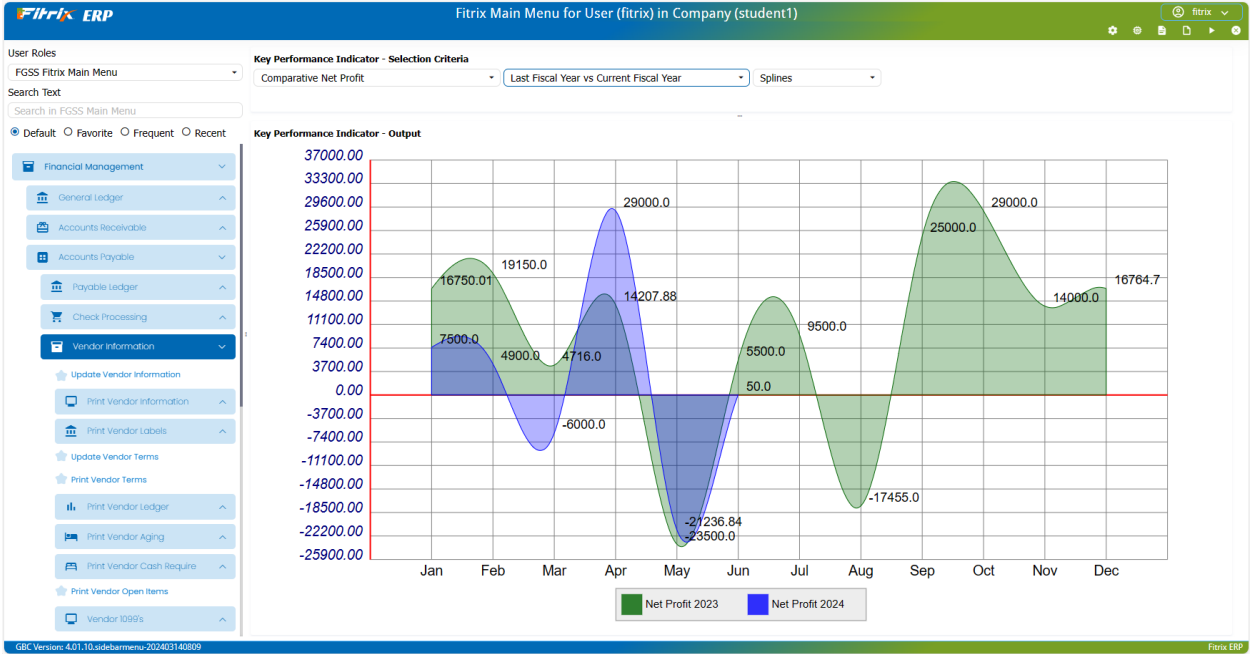 Fitrix ERP
Fitrix Main Menu for User (fitrix) in Company (student1)
fitrix
User Roles
FGSS Fitrix Main Menu
Search Text
Search in FGSS Main Menu
Default Favorite Frequent Recent
Financial Management
General Ledger
Accounts Receivable
Accounts Payable
Payable Ledger
Check Processing
Vendor Information
Update Vendor Information
Print Vendor Information
Print Vendor Labels
Update Vendor Terms
Print Vendor Terms
Print Vendor Ledger
Print Vendor Aging
Print Vendor Cash Require
Print Vendor Open Items
Vendor 1099's
Key Performance Indicator - Selection Criteria
Comparative Net Profit Last Fiscal Year vs Current Fiscal Year Splines
Key Performance Indicator - Output
37000.00
33300.00
29600.00
25900.00
22200.00
18500.00
14800.00
11100.00
7400.00
3700.00
0.00
-3700.00
-7400.00
-11100.00
-14800.00
-18500.00
-22200.00
-25900.00
16750.01
19150.0
7500.0
4900.0
4716.0
-6000.0
29000.0
14207.88
-21236.84
-23500.0
5500.0
50.0
9500.0
-17455.0
25000.0
29000.0
14000.0
16764.7
Jan Feb Mar Apr May Jun Jul Aug Sep Oct Nov Dec
Net Profit 2023 Net Profit 2024
GBC Version: 4.01.10.sidebarmenu-202403140809
Fitrix ERP